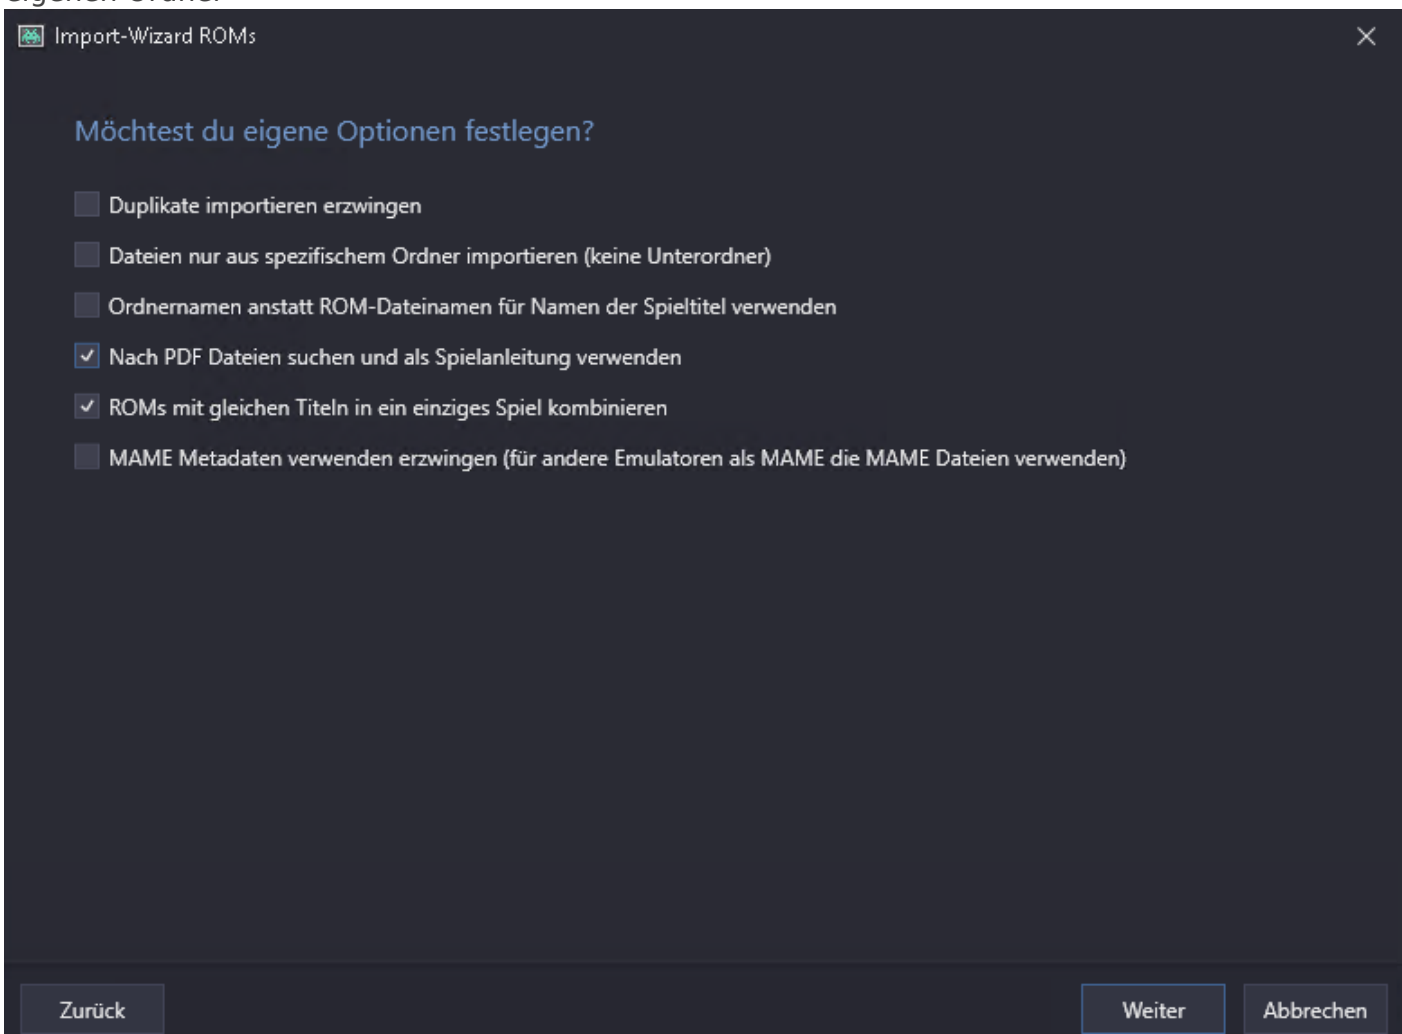 eigenen Ordner
Import-Wizard ROMs
Möchtest du eigene Optionen festlegen?
Duplikate importieren erzwingen
Dateien nur aus spezifischem Ordner importieren (keine Unterordner)
Ordnernamen anstatt ROM-Dateinamen für Namen der Spieltitel verwenden
Nach PDF Dateien suchen und als Spielanleitung verwenden
ROMs mit gleichen Titeln in ein einziges Spiel kombinieren
MAME Metadaten verwenden erzwingen (für andere Emulatoren als MAME die MAME Dateien verwenden)
Zurück
Weiter
Abbrechen